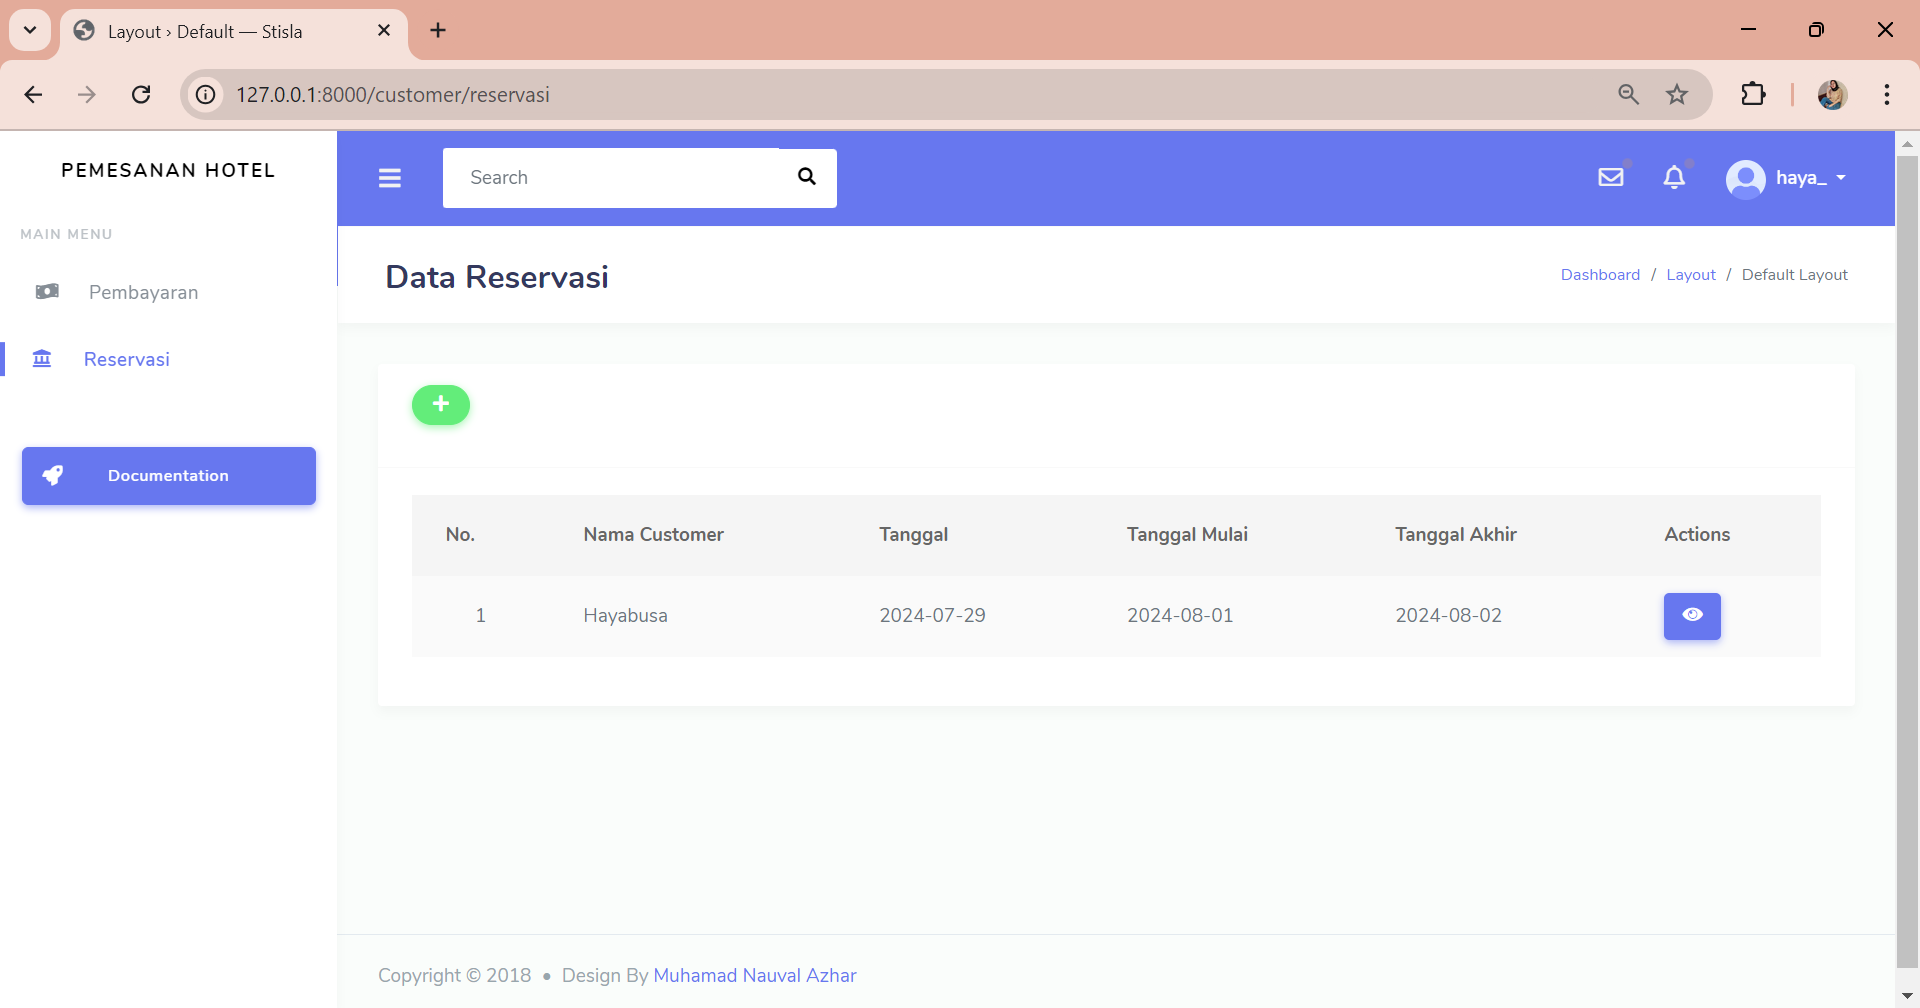 Layout › Default — Stisla
127.0.0.1:8000/customer/reservasi
PEMESANAN HOTEL
MAIN MENU
Pembayaran
Reservasi
Documentation
Search
haya_
Data Reservasi
Dashboard / Layout / Default Layout
No. Nama Customer Tanggal Tanggal Mulai Tanggal Akhir Actions
1 Hayabusa 2024-07-29 2024-08-01 2024-08-02
Copyright © 2018 • Design By Muhamad Nauval Azhar